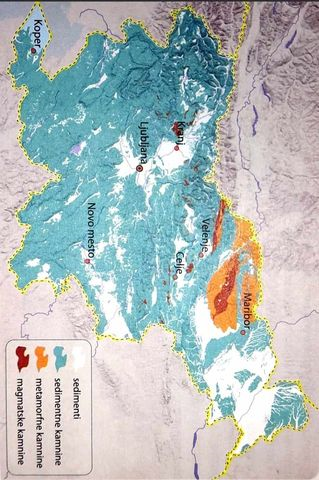 Maribor
Velenje
Celje
Kranj
Ljubljana
Novo mesto
Koper
sedimenti
sedimentne kamnine
metamorfne kamnine
magmatske kamnine